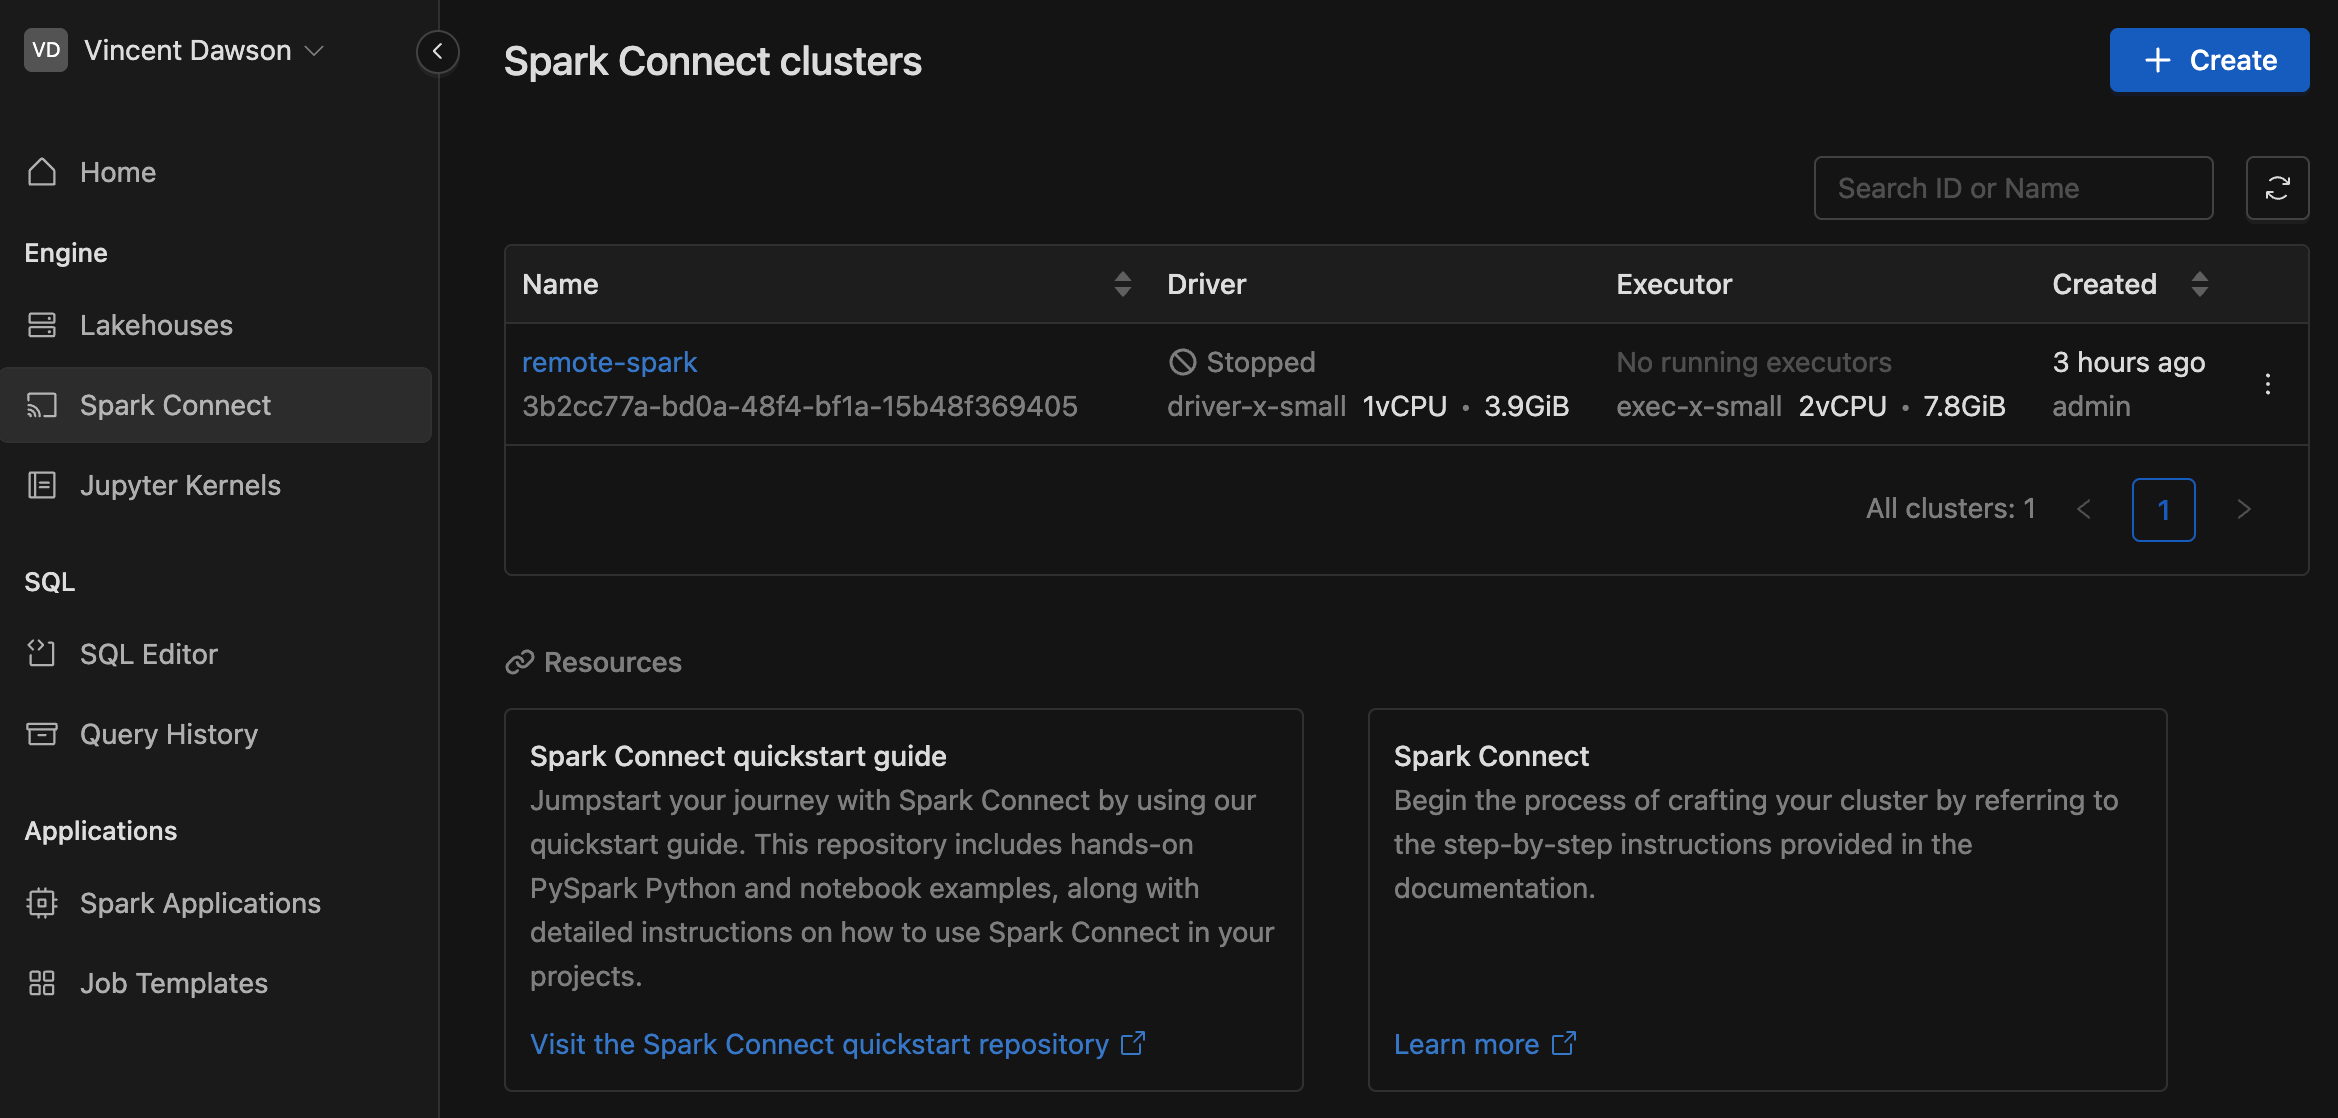 VD Vincent Dawson
Home
Engine
Lakehouses
Spark Connect
Jupyter Kernels
SQL
SQL Editor
Query History
Applications
Spark Applications
Job Templates
Spark Connect clusters
Create
Search ID or Name
Name Driver Executor Created
remote-spark Stopped No running executors 3 hours ago
3b2cc77a-bd0a-48f4-bf1a-15b48f369405 driver-x-small 1vCPU • 3.9GiB exec-x-small 2vCPU • 7.8GiB admin
All clusters: 1 < 1 >
Resources
Spark Connect quickstart guide
Jumpstart your journey with Spark Connect by using our
quickstart guide. This repository includes hands-on
PySpark Python and notebook examples, along with
detailed instructions on how to use Spark Connect in your
projects.
Visit the Spark Connect quickstart repository
Spark Connect
Begin the process of crafting your cluster by referring to
the step-by-step instructions provided in the
documentation.
Learn more